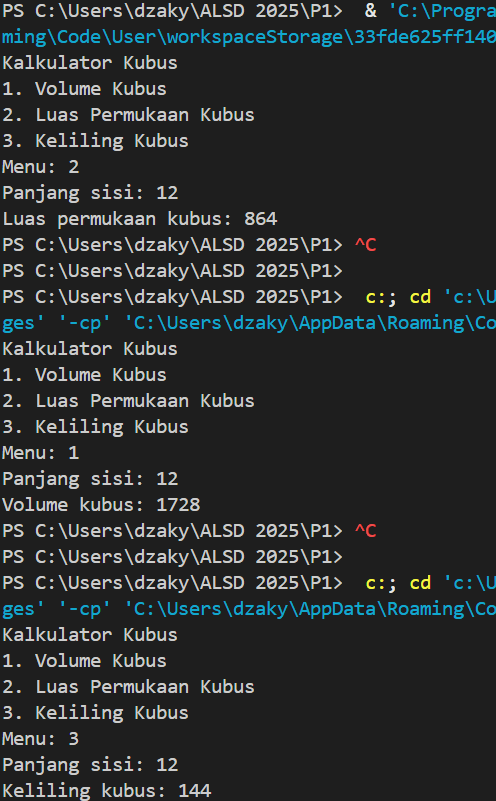 PS C:\Users\dzaky\ALSD 2025\P1>  & 'C:\Progra
ming\Code\User\workspaceStorage\33fde625ff140
Kalkulator Kubus
1. Volume Kubus
2. Luas Permukaan Kubus
3. Keliling Kubus
Menu: 2
Panjang sisi: 12
Luas permukaan kubus: 864
PS C:\Users\dzaky\ALSD 2025\P1> ^C
PS C:\Users\dzaky\ALSD 2025\P1>
PS C:\Users\dzaky\ALSD 2025\P1>  c:; cd 'c:\U
ges' '-cp' 'C:\Users\dzaky\AppData\Roaming\Co
Kalkulator Kubus
1. Volume Kubus
2. Luas Permukaan Kubus
3. Keliling Kubus
Menu: 1
Panjang sisi: 12
Volume kubus: 1728
PS C:\Users\dzaky\ALSD 2025\P1> ^C
PS C:\Users\dzaky\ALSD 2025\P1>
PS C:\Users\dzaky\ALSD 2025\P1>  c:; cd 'c:\U
ges' '-cp' 'C:\Users\dzaky\AppData\Roaming\Co
Kalkulator Kubus
1. Volume Kubus
2. Luas Permukaan Kubus
3. Keliling Kubus
Menu: 3
Panjang sisi: 12
Keliling kubus: 144